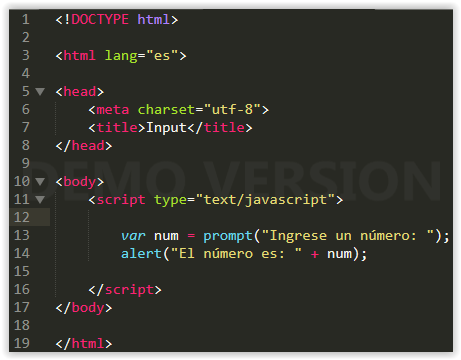 1 <!DOCTYPE html>
2
3 <html lang="es">
4
5 <head>
6 <meta charset="utf-8">
7 <title>Input</title>
8 </head>
9
10 <body>
11 <script type="text/javascript">
12
13 var num = prompt("Ingrese un número: ");
14 alert("El número es: " + num);
15
16 </script>
17 </body>
18
19 </html>
DEMO VERSION